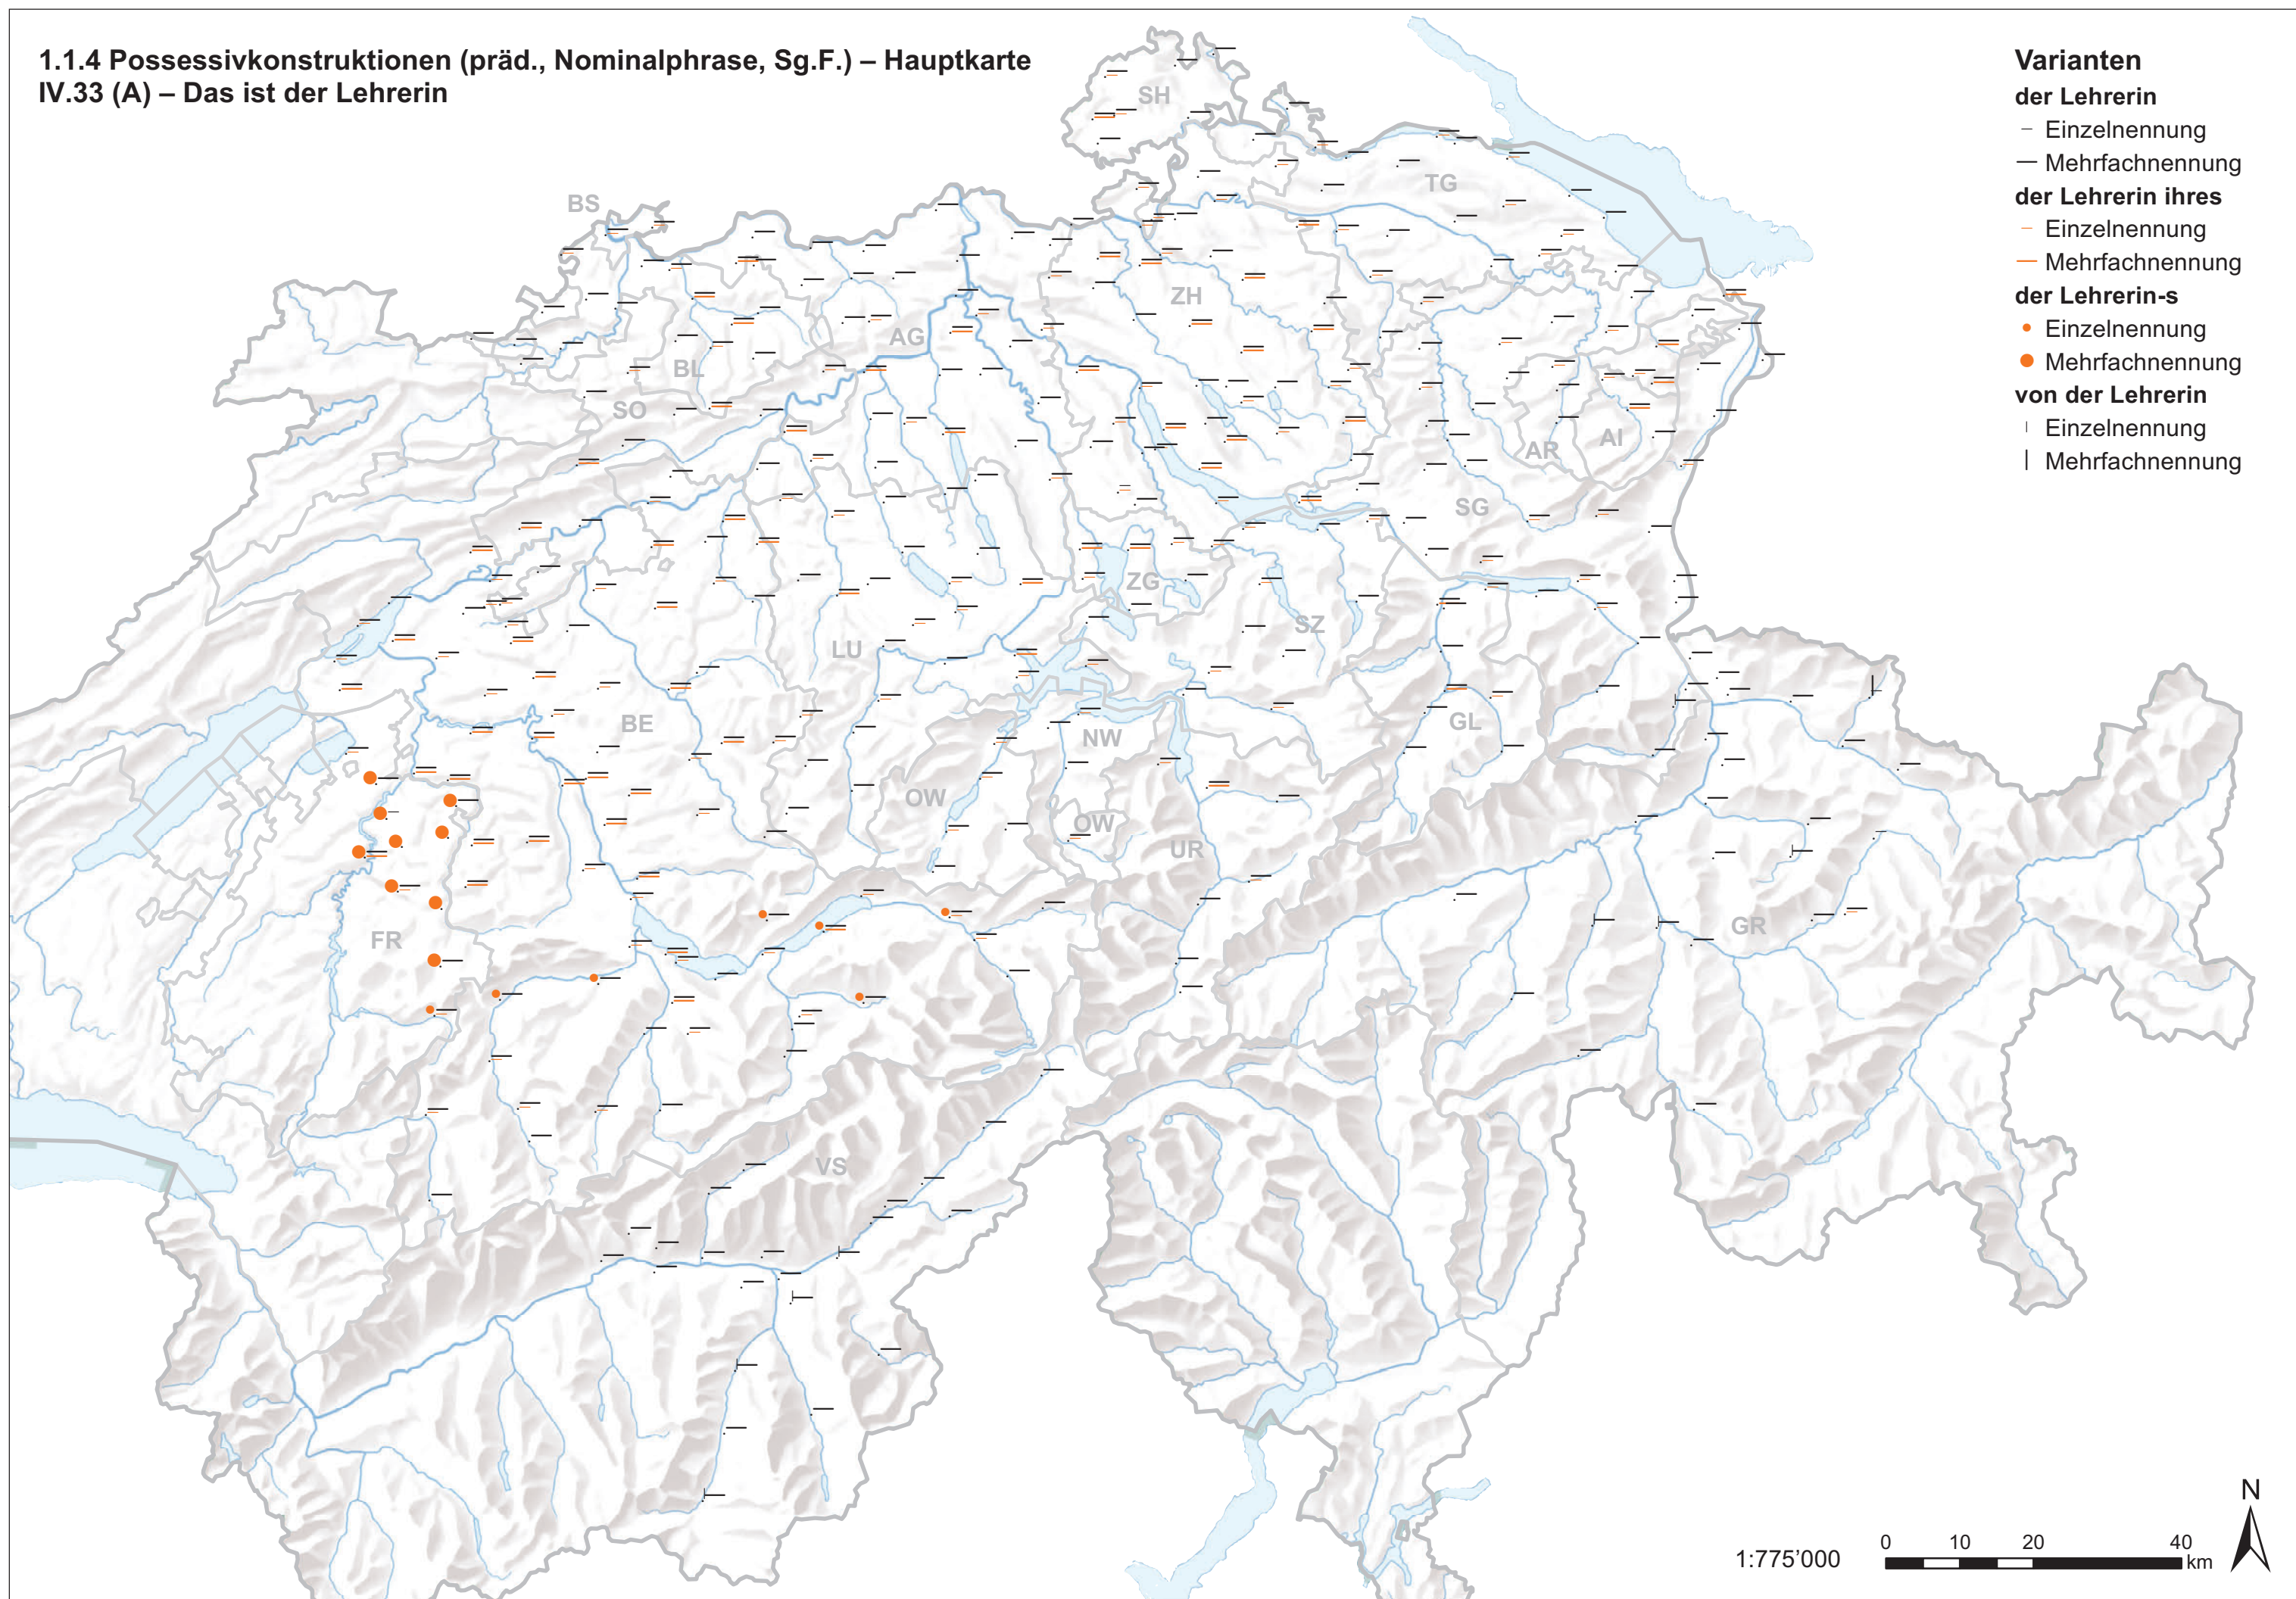 1.1.4 Possessivkonstruktionen (präd., Nominalphrase, Sg.F.) – Hauptkarte
IV.33 (A) – Das ist der Lehrerin
Varianten
der Lehrerin
Einzelnennung
Mehrfachnennung
der Lehrerin ihres
Einzelnennung
Mehrfachnennung
der Lehrerin-s
Einzelnennung
Mehrfachnennung
von der Lehrerin
Einzelnennung
Mehrfachnennung
SH
TG
BS
ZH
AG
BL
SO
AR
AI
SG
ZG
SZ
LU
BE
GL
NW
OW
OW
UR
GR
FR
VS
N
1:775’000
0 10 20 40
km